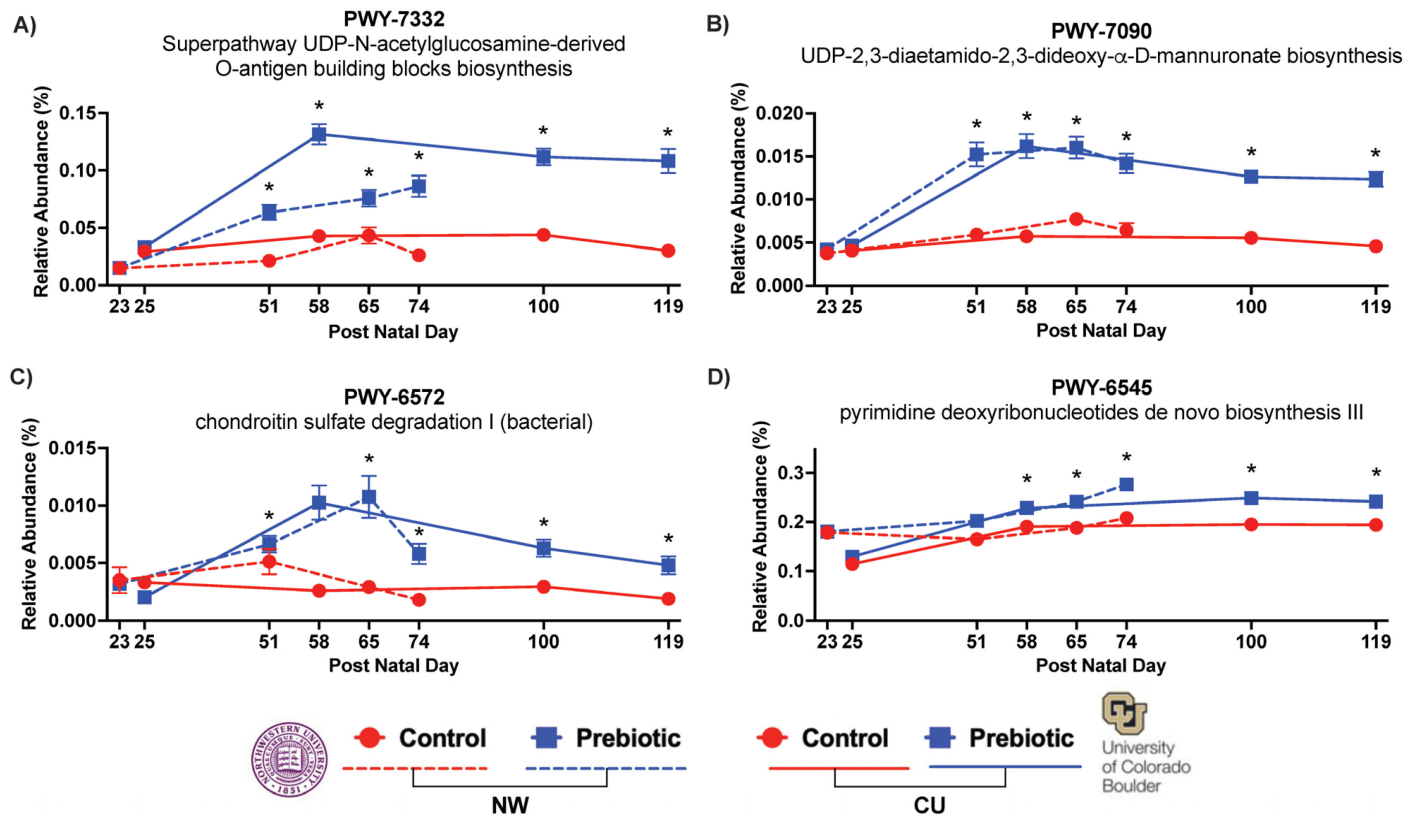 A)
PWY-7332
Superpathway UDP-N-acetylglucosamine-derived
O-antigen building blocks biosynthesis
Relative Abundance (%)
0.15
0.10
0.05
0.00
* * * * * *
23 25 51 58 65 74 100 119
Post Natal Day
B)
PWY-7090
UDP-2,3-diaetamido-2,3-dideoxy-α-D-mannuronate biosynthesis
Relative Abundance (%)
0.020
0.015
0.010
0.005
0.000
* * * * * *
23 25 51 58 65 74 100 119
Post Natal Day
C)
PWY-6572
chondroitin sulfate degradation I (bacterial)
Relative Abundance (%)
0.015
0.010
0.005
0.000
* * * * *
23 25 51 58 65 74 100 119
Post Natal Day
D)
PWY-6545
pyrimidine deoxyribonucleotides de novo biosynthesis III
Relative Abundance (%)
0.3
0.2
0.1
0.0
* * * * *
23 25 51 58 65 74 100 119
Post Natal Day
NORTHWESTERN UNIVERSITY
1851
Control
Prebiotic
NW
Control
Prebiotic
CU
CU
University
of Colorado
Boulder